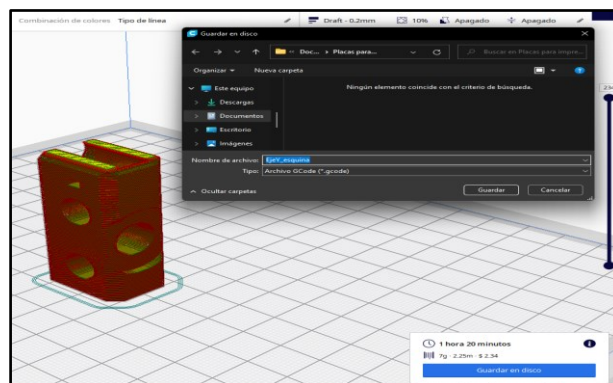 Combinación de colores Tipo de línea
Draft - 0.2mm 10% Apagado Apagado
Guardar en disco
Doc... > Placas para...
Buscar en Placas para impre...
Organizar Nueva carpeta
Este equipo
Ningún elemento coincide con el criterio de búsqueda.
Descargas
Documentos
Escritorio
Imágenes
Nombre de archivo: EjeY_esquina
Tipo: Archivo GCode (*.gcode)
Ocultar carpetas
Guardar Cancelar
1 hora 20 minutos
7g · 2.25m · $ 2.34
Guardar en disco